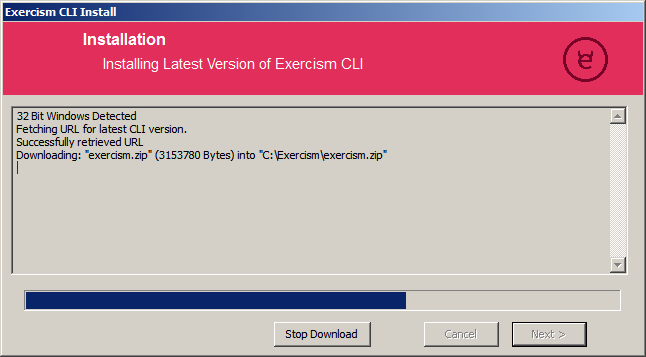 Exercism CLI Install
Installation
Installing Latest Version of Exercism CLI
32 Bit Windows Detected
Fetching URL for latest CLI version.
Successfully retrieved URL
Downloading: "exercism.zip" (3153780 Bytes) into "C:\Exercism\exercism.zip"
Stop Download
Cancel
Next >